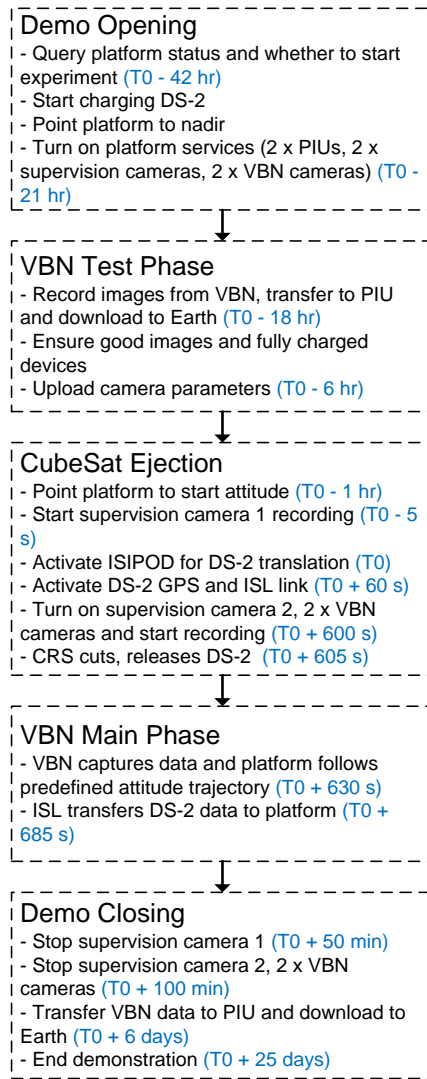 Demo Opening
- Query platform status and whether to start
experiment (T0 - 42 hr)
- Start charging DS-2
- Point platform to nadir
- Turn on platform services (2 x PIUs, 2 x
supervision cameras, 2 x VBN cameras) (T0 -
21 hr)
VBN Test Phase
- Record images from VBN, transfer to PIU
and download to Earth (T0 - 18 hr)
- Ensure good images and fully charged
devices
- Upload camera parameters (T0 - 6 hr)
CubeSat Ejection
- Point platform to start attitude (T0 - 1 hr)
- Start supervision camera 1 recording (T0 - 5
s)
- Activate ISIPOD for DS-2 translation (T0)
- Activate DS-2 GPS and ISL link (T0 + 60 s)
- Turn on supervision camera 2, 2 x VBN
cameras and start recording (T0 + 600 s)
- CRS cuts, releases DS-2 (T0 + 605 s)
VBN Main Phase
- VBN captures data and platform follows
predefined attitude trajectory (T0 + 630 s)
- ISL transfers DS-2 data to platform (T0 +
685 s)
Demo Closing
- Stop supervision camera 1 (T0 + 50 min)
- Stop supervision camera 2, 2 x VBN
cameras (T0 + 100 min)
- Transfer VBN data to PIU and download to
Earth (T0 + 6 days)
- End demonstration (T0 + 25 days)